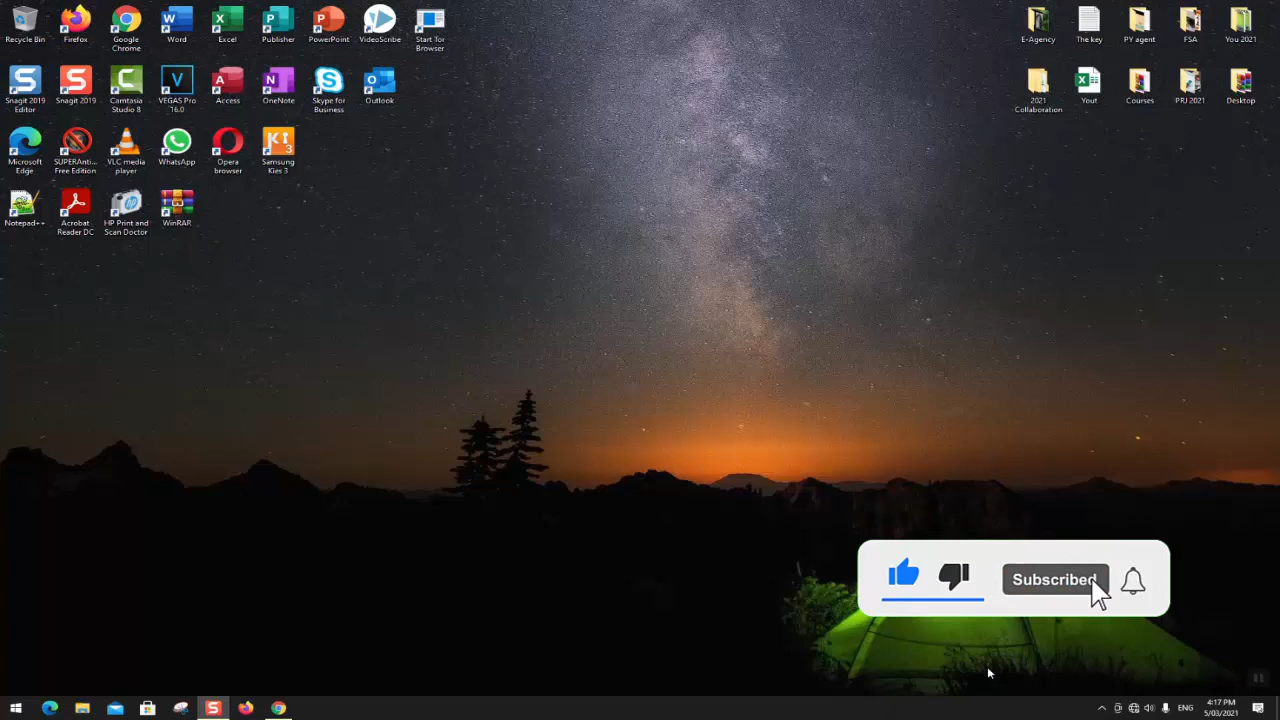 Recycle Bin
Firefox
Google
Chrome
Word
Excel
Publisher
PowerPoint
VideoScribe
Start Tor
Browser
E-Agency
The key
PY agent
FSA
You 2021
Snagit 2019
Editor
Snagit 2019
Camtasia
Studio 8
VEGAS Pro
16.0
Access
OneNote
Skype for
Business
Outlook
2021
Collaboration
Yout
Courses
PRJ 2021
Desktop
Microsoft
Edge
SUPERAnti...
Free Edition
VLC media
player
WhatsApp
Opera
browser
Samsung
Kies 3
Notepad++
Acrobat
Reader DC
HP Print and
Scan Doctor
WinRAR
Subscribed
ENG
4:17 PM
5/03/2021